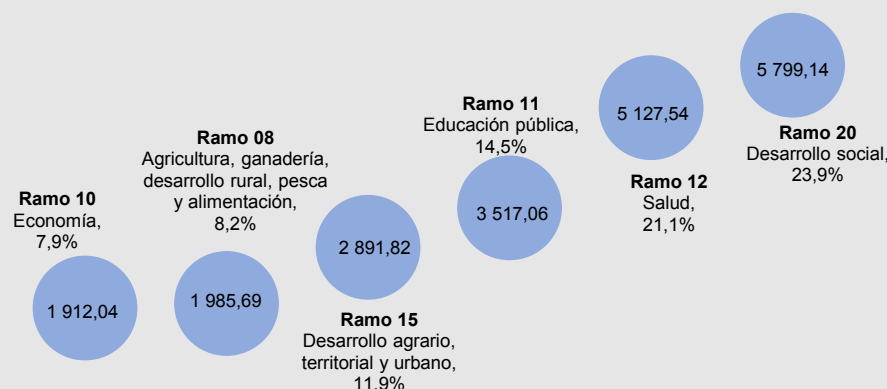 Ramo 10
Economía,
7,9%
1 912,04
Ramo 08
Agricultura, ganadería,
desarrollo rural, pesca
y alimentación,
8,2%
1 985,69
2 891,82
Ramo 15
Desarrollo agrario,
territorial y urbano,
11,9%
Ramo 11
Educación pública,
14,5%
3 517,06
5 127,54
Ramo 12
Salud,
21,1%
5 799,14
Ramo 20
Desarrollo social,
23,9%